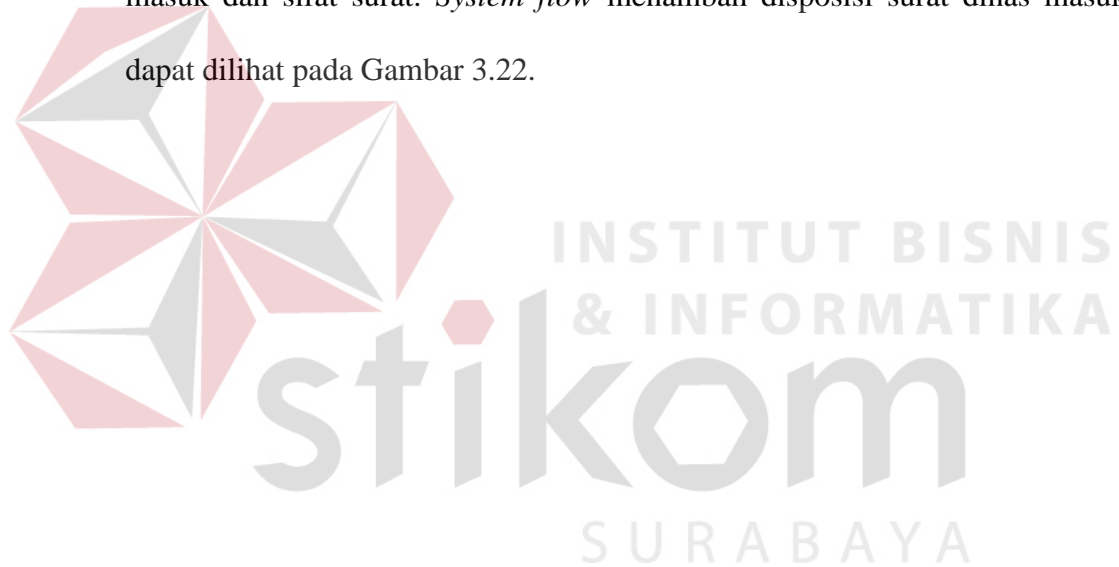 masuk dan sifat surat. System flow menambah disposisi surat dinas masuk
dapat dilihat pada Gambar 3.22.
INSTITUT BISNIS
& INFORMATIKA
stikom
SURABAYA